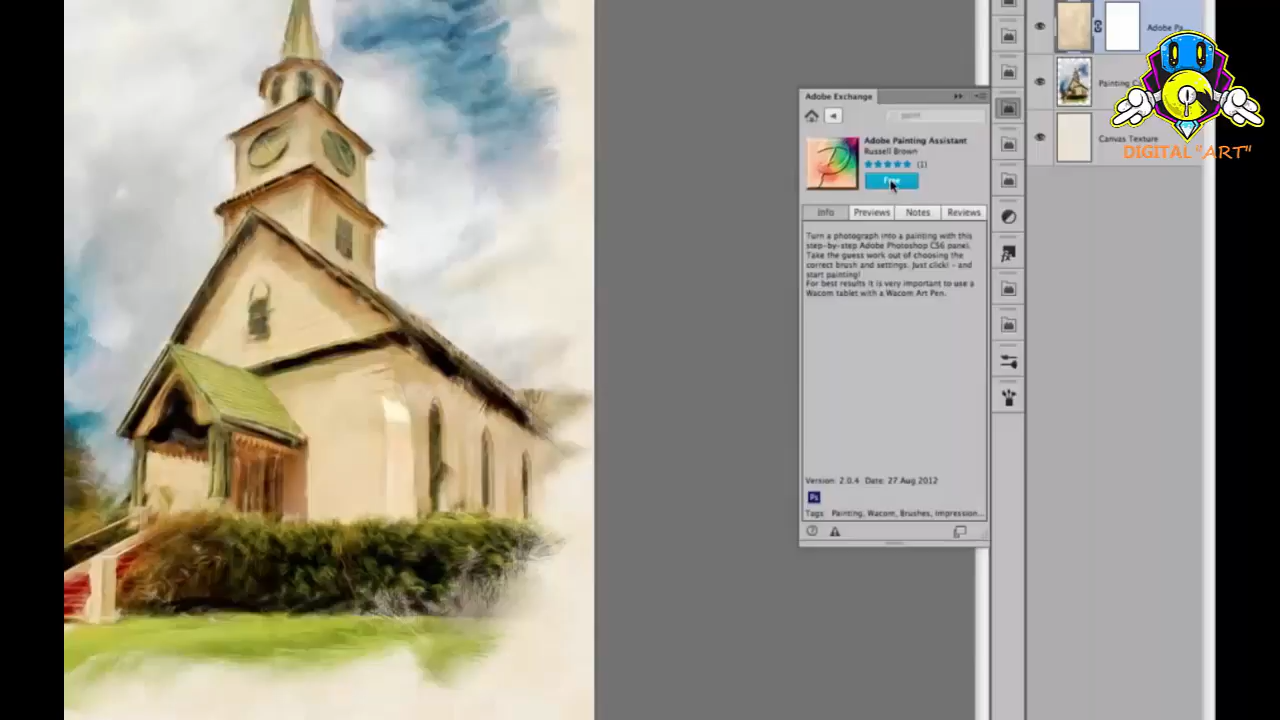 Adobe Pa
Painting C
Canvas Texture
DIGITAL "ART"
Adobe Exchange
paint
Adobe Painting Assistant
Russell Brown
(1)
Free
Info Previews Notes Reviews
Turn a photograph into a painting with this
step-by-step Adobe Photoshop CS6 panel.
Take the guess work out of choosing the
correct brush and settings. Just click! - and
start painting!
For best results it is very important to use a
Wacom tablet with a Wacom Art Pen.
Version: 2.0.4 Date: 27 Aug 2012
Ps
Tags Painting, Wacom, Brushes, Impression...